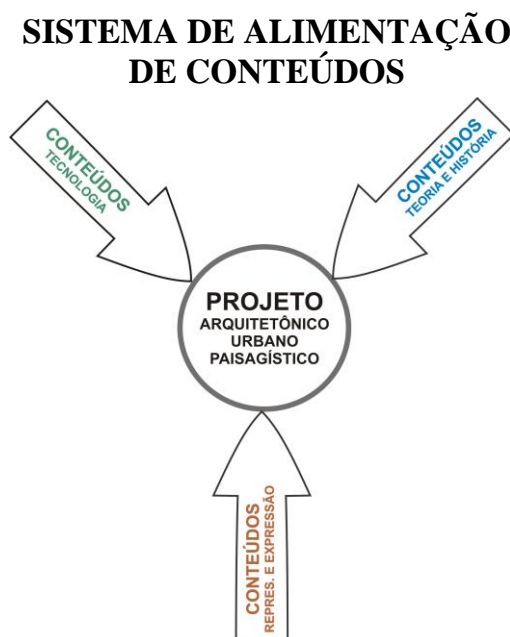 SISTEMA DE ALIMENTAÇÃO
DE CONTEÚDOS
CONTEÚDOS
TECNOLOGIA
CONTEÚDOS
TEORIA E HISTÓRIA
PROJETO
ARQUITETÔNICO
URBANO
PAISAGÍSTICO
CONTEÚDOS
REPRES. E EXPRESSÃO